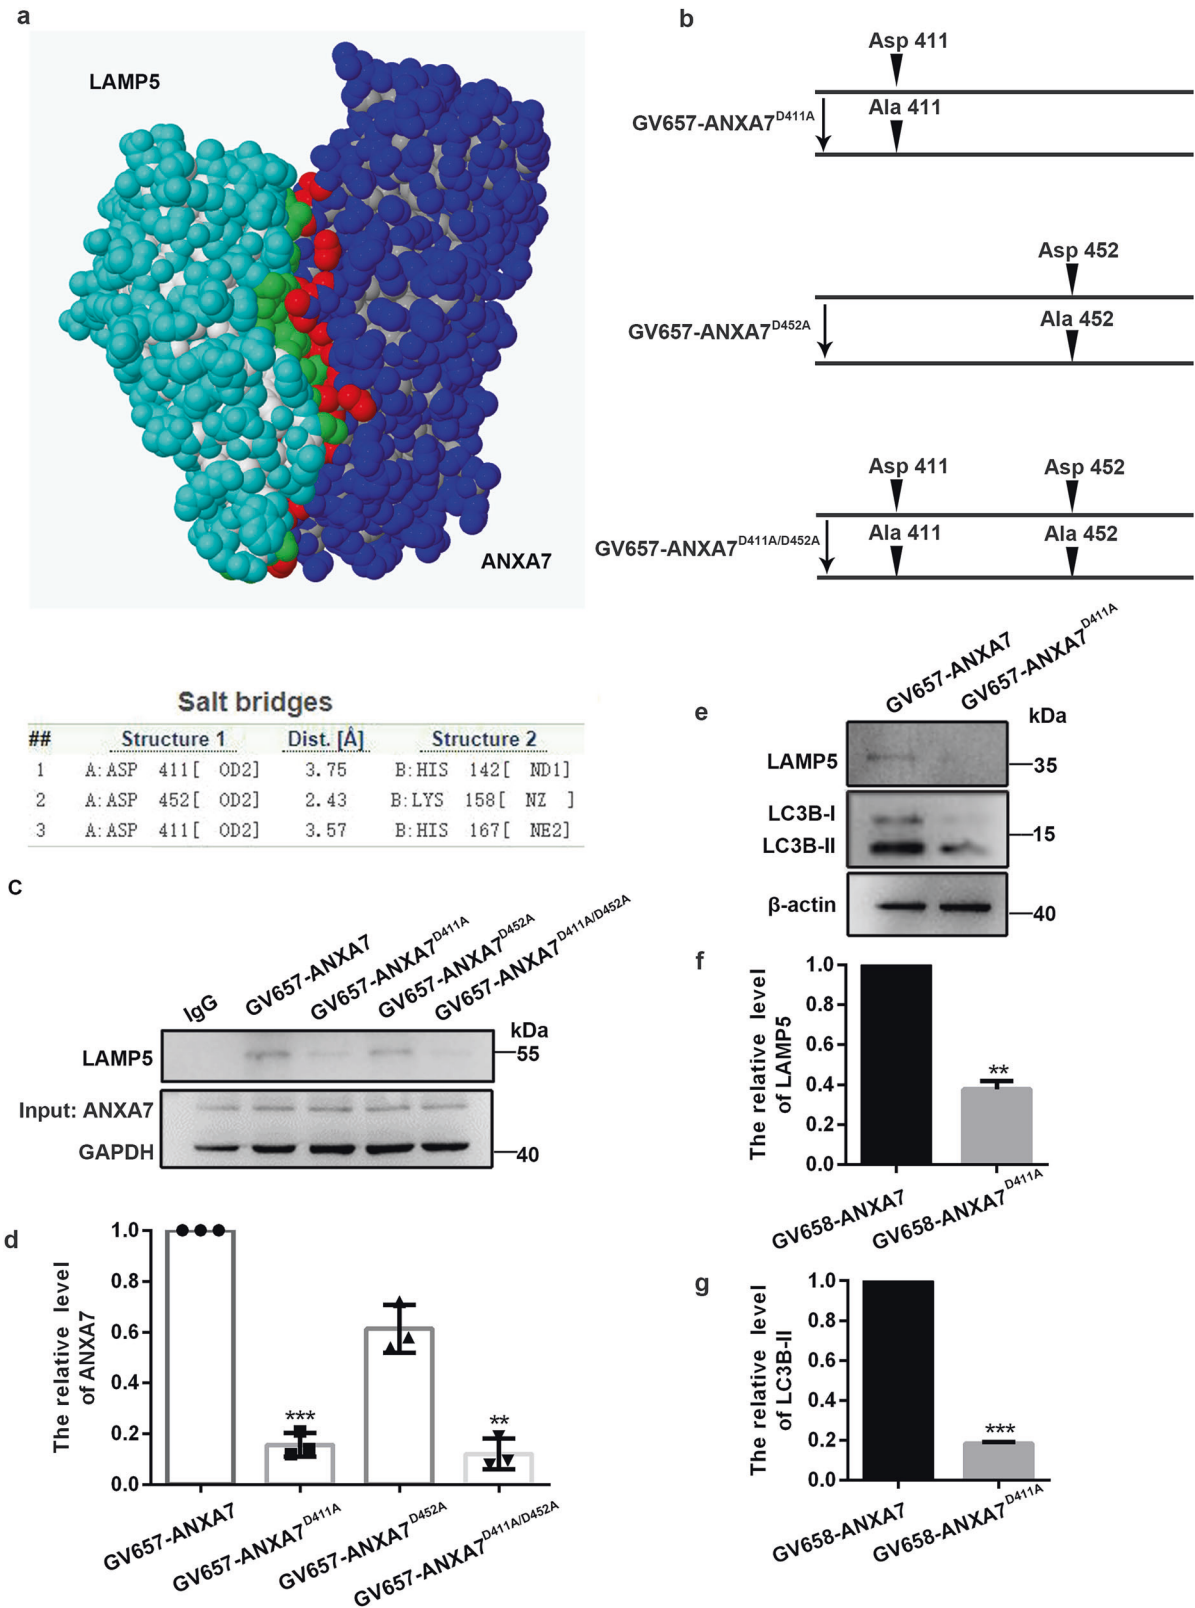 a
LAMP5
ANXA7
Salt bridges
## Structure 1 Dist. [Å] Structure 2
1 A:ASP 411[ OD2] 3.75 B:HIS 142[ ND1]
2 A:ASP 452[ OD2] 2.43 B:LYS 158[ NZ ]
3 A:ASP 411[ OD2] 3.57 B:HIS 167[ NE2]
b
Asp 411
GV657-ANXA7D411A
Ala 411
Asp 452
GV657-ANXA7D452A
Ala 452
Asp 411 Asp 452
GV657-ANXA7D411A/D452A
Ala 411 Ala 452
c
IgG GV657-ANXA7 GV657-ANXA7D411A GV657-ANXA7D452A GV657-ANXA7D411A/D452A
kDa
LAMP5 55
Input: ANXA7
GAPDH 40
d
The relative level
of ANXA7
1.0
0.8
0.6
0.4
0.2
0.0
***
**
GV657-ANXA7 GV657-ANXA7D411A GV657-ANXA7D452A GV657-ANXA7D411A/D452A
e
GV657-ANXA7 GV657-ANXA7D411A
kDa
LAMP5 35
LC3B-I
15
LC3B-II
β-actin 40
f
The relative level
of LAMP5
1.0
0.8
0.6
0.4
0.2
0.0
**
GV658-ANXA7 GV658-ANXA7D411A
g
The relative level
of LC3B-II
1.0
0.8
0.6
0.4
0.2
0.0
***
GV658-ANXA7 GV658-ANXA7D411A